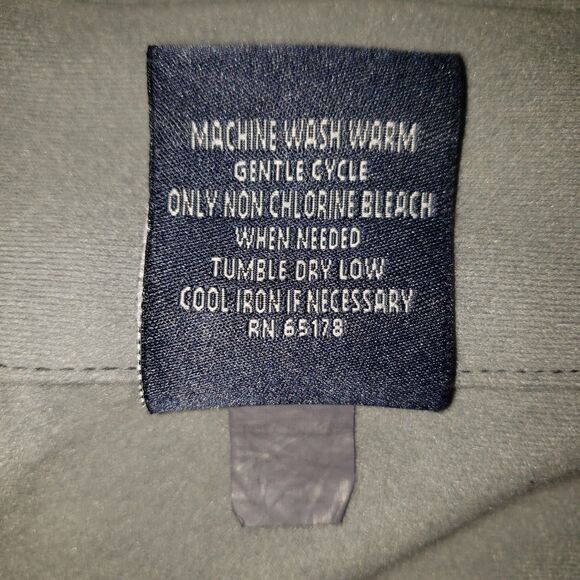 MACHINE WASH WARM
GENTLE CYCLE
ONLY NON CHLORINE BLEACH
WHEN NEEDED
TUMBLE DRY LOW
COOL IRON IF NECESSARY
RN 65178